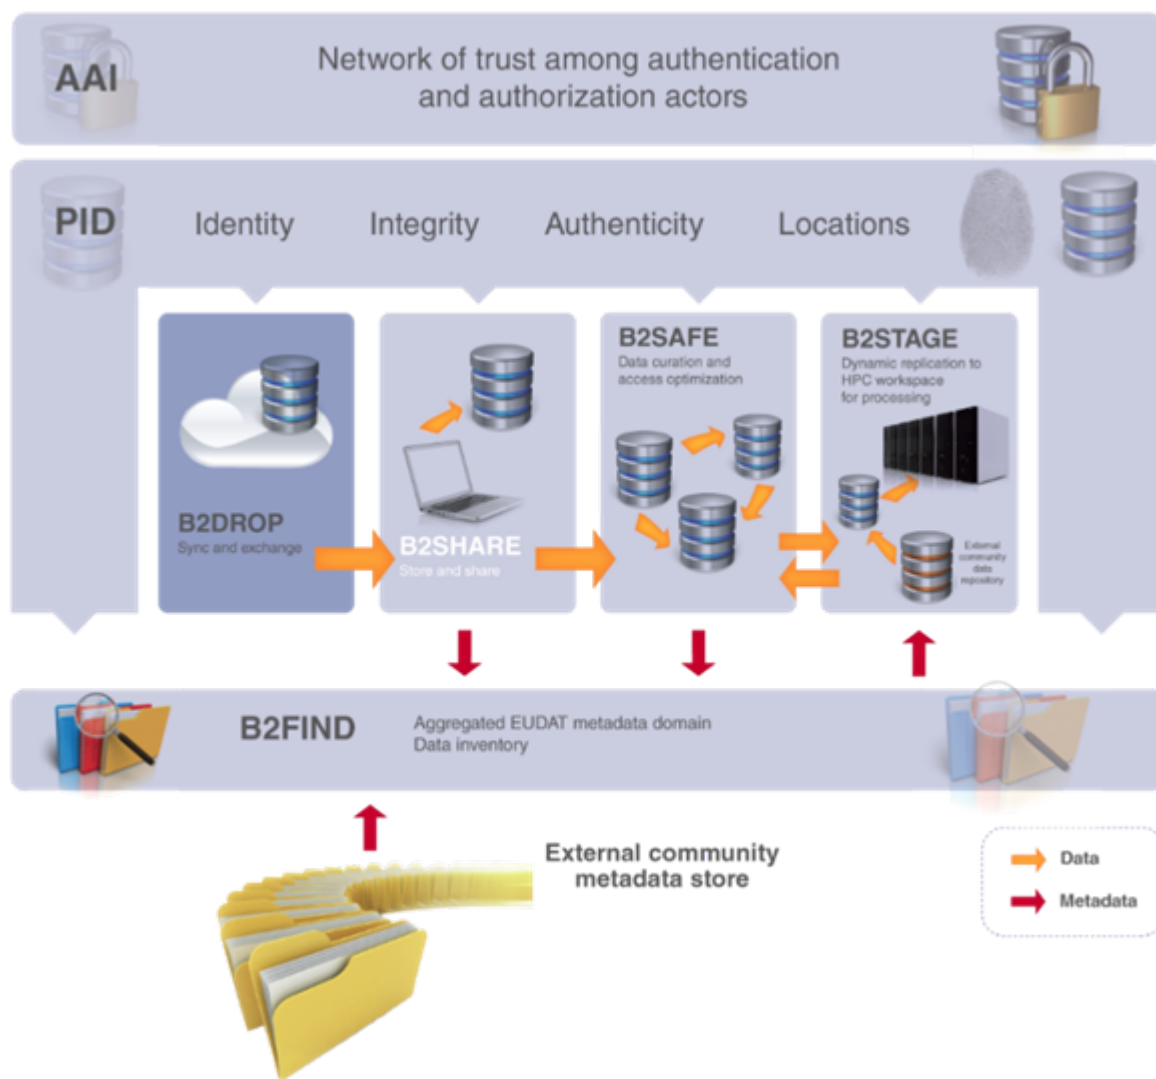 AAI
Network of trust among authentication
and authorization actors
PID
Identity
Integrity
Authenticity
Locations
B2DROP
Sync and exchange
B2SHARE
Store and share
B2SAFE
Data curation and
access optimization
B2STAGE
Dynamic replication to
HPC workspace
for processing
External
community
data
repository
B2FIND
Aggregated EUDAT metadata domain
Data inventory
External community
metadata store
Data
Metadata